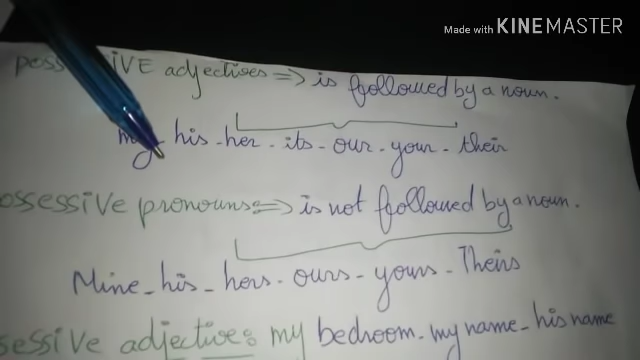 Made with KINEMASTER
possessive adjectives => is ffollowed by a noun.
my - his - her - its - our - your - their
ossessive pronouns => is not ffollowed by a noun.
Mine - his - hers - ours - yours - Theirs
sessive adjective: my bedroom - my name - his name